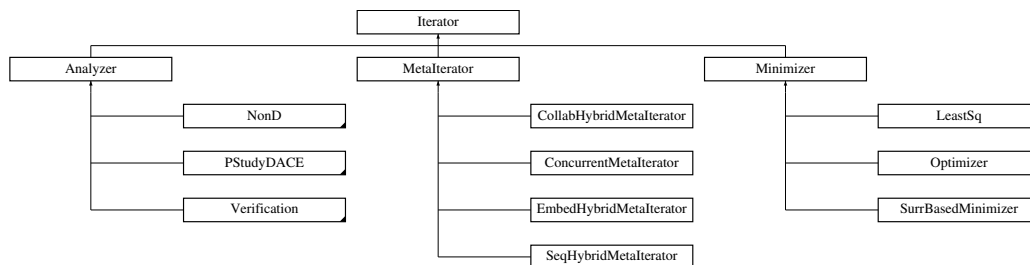 Iterator
Analyzer
MetaIterator
Minimizer
NonD
CollabHybridMetaIterator
LeastSq
PStudyDACE
ConcurrentMetaIterator
Optimizer
Verification
EmbedHybridMetaIterator
SurrBasedMinimizer
SeqHybridMetaIterator